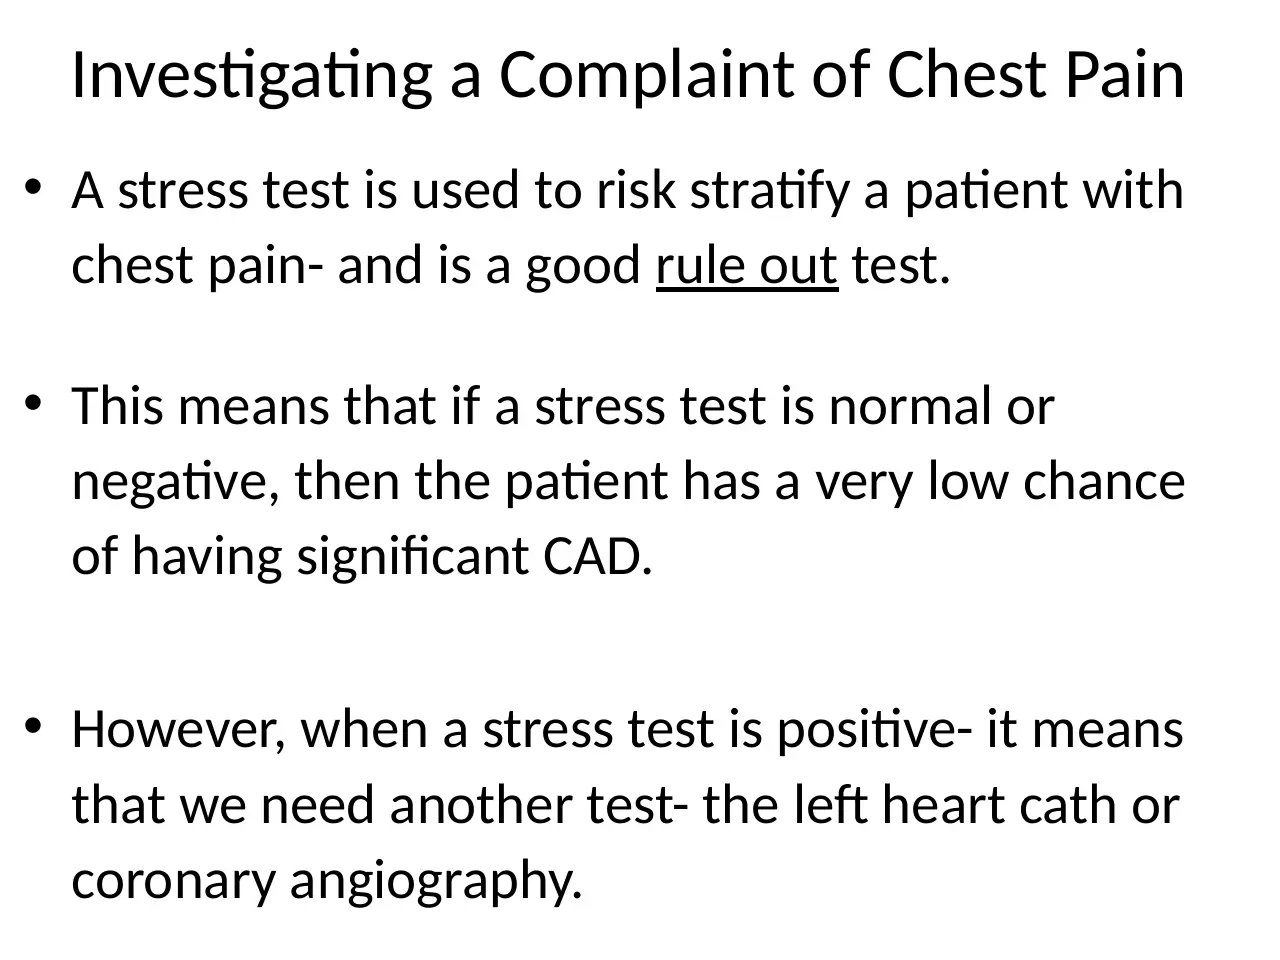 Investigating a Complaint of Chest Pain
• A stress test is used to risk stratify a patient with
chest pain- and is a good rule out test.
• This means that if a stress test is normal or
negative, then the patient has a very low chance
of having significant CAD.
• However, when a stress test is positive- it means
that we need another test- the left heart cath or
coronary angiography.